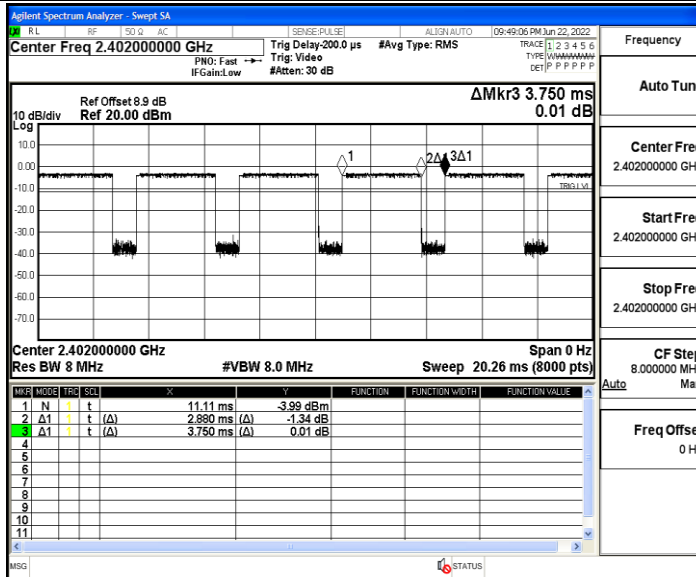 Agilent Spectrum Analyzer - Swept SA
RL RF 50 Ω AC SENSE:PULSE ALIGN AUTO 09:49:06 PM Jun 22, 2022
Center Freq 2.402000000 GHz
PNO: Fast
IFGain:Low
Trig Delay-200.0 µs
Trig: Video
#Atten: 30 dB
#Avg Type: RMS
TRACE 1 2 3 4 5 6
TYPE
DET P P P P P P
ΔMkr3 3.750 ms
0.01 dB
Ref Offset 8.9 dB
10 dB/div Ref 20.00 dBm
Log
10.0
0.00
-10.0
-20.0
-30.0
-40.0
-50.0
-60.0
-70.0
1
2Δ1
3Δ1
TRIG LVL
Center 2.402000000 GHz Span 0 Hz
Res BW 8 MHz #VBW 8.0 MHz Sweep 20.26 ms (8000 pts)
MKR MODE TRC SCL X Y FUNCTION FUNCTION WIDTH FUNCTION VALUE
1 N 1 t 11.11 ms -3.99 dBm
2 Δ1 1 t (Δ) 2.880 ms (Δ) -1.34 dB
3 Δ1 1 t (Δ) 3.750 ms (Δ) 0.01 dB
4
5
6
7
8
9
10
11
MSG STATUS
Frequency
Auto Tun
Center Fre
2.402000000 GH
Start Fre
2.402000000 GH
Stop Fre
2.402000000 GH
CF Step
8.000000 MH
Auto Ma
Freq Offse
0 H